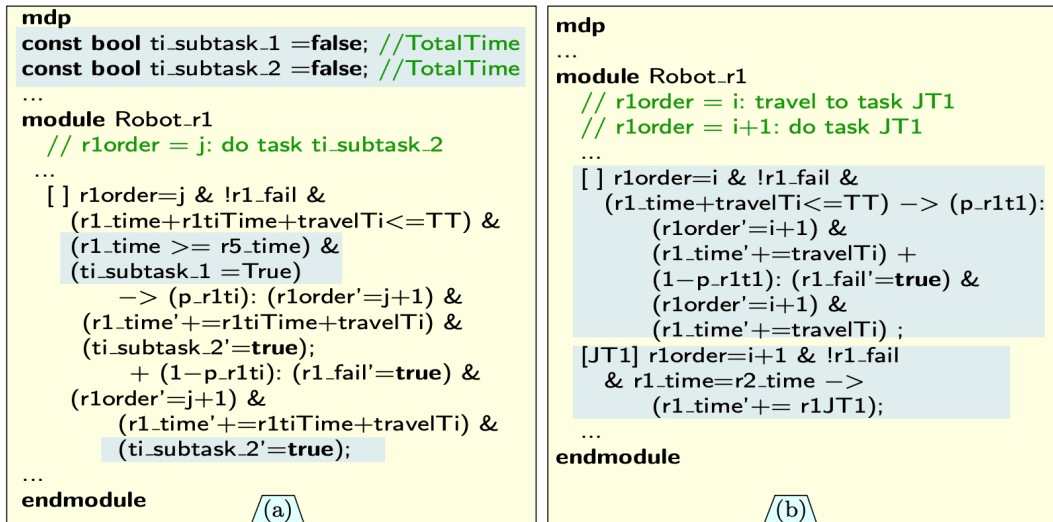 mdp
const bool ti_subtask_1 =false; //TotalTime
const bool ti_subtask_2 =false; //TotalTime
...
module Robot_r1
// r1order = j: do task ti_subtask_2
...
[ ] r1order=j & !r1_fail &
(r1_time+r1tiTime+travelTi<=TT) &
(r1_time >= r5_time) &
(ti_subtask_1 =True)
−> (p_r1ti): (r1order'=j+1) &
(r1_time'+=r1tiTime+travelTi) &
(ti_subtask_2'=true);
+ (1−p_r1ti): (r1_fail'=true) &
(r1order'=j+1) &
(r1_time'+=r1tiTime+travelTi) &
(ti_subtask_2'=true);
...
endmodule
(a)
mdp
...
module Robot_r1
// r1order = i: travel to task JT1
// r1order = i+1: do task JT1
...
[ ] r1order=i & !r1_fail &
(r1_time+travelTi<=TT) −> (p_r1t1):
(r1order'=i+1) &
(r1_time'+=travelTi) +
(1−p_r1t1): (r1_fail'=true) &
(r1order'=i+1) &
(r1_time'+=travelTi) ;
[JT1] r1order=i+1 & !r1_fail
& r1_time=r2_time −>
(r1_time'+= r1JT1);
...
endmodule
(b)